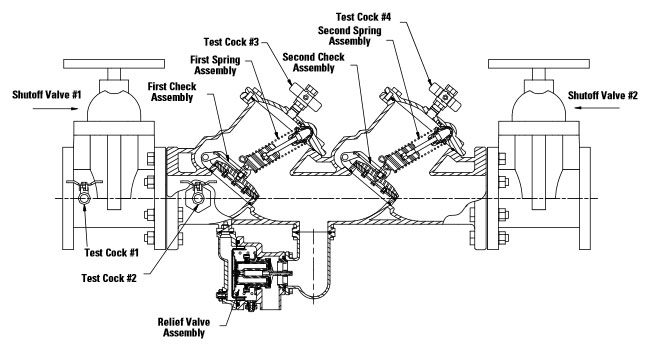 Test Cock #4
Second Spring
Assembly
Test Cock #3
First Spring
Assembly
Second Check
Assembly
First Check
Assembly
Shutoff Valve #1
Shutoff Valve #2
Test Cock #1
Test Cock #2
Relief Valve
Assembly